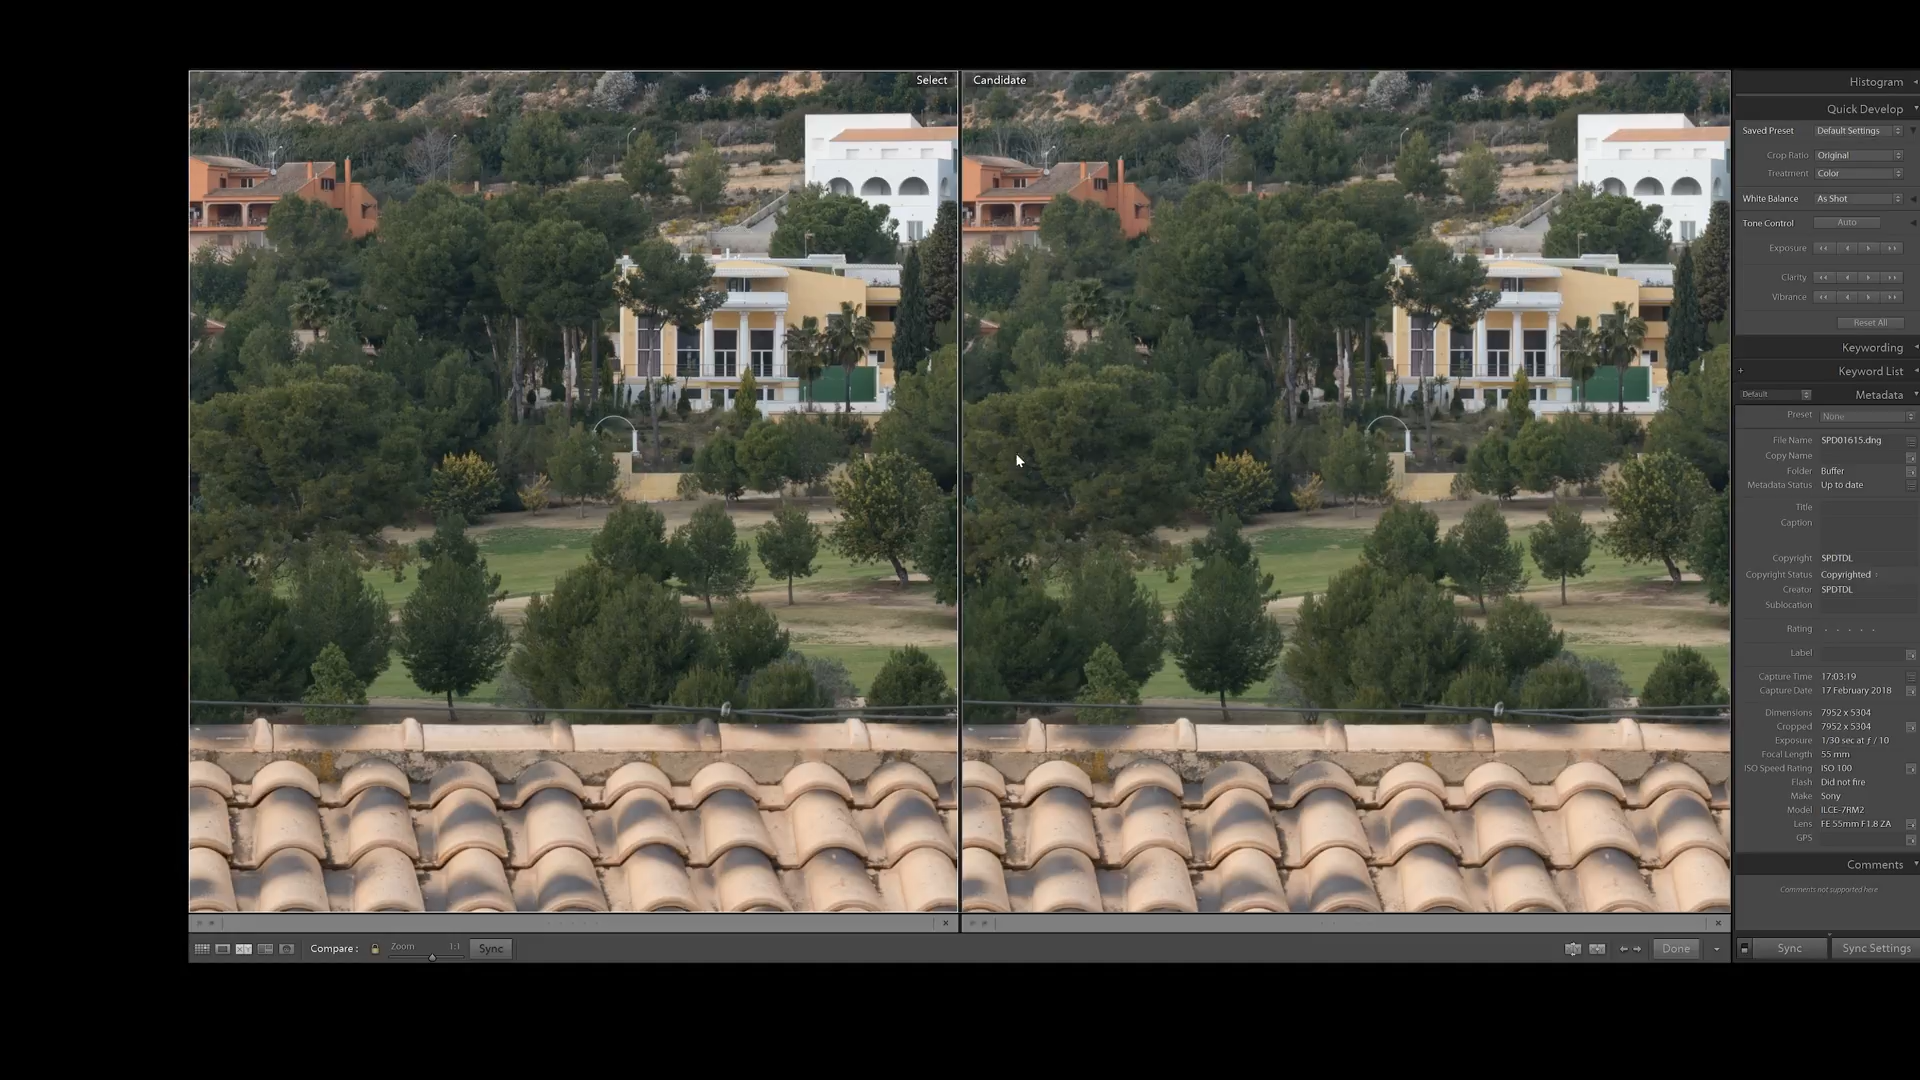 Select
Candidate
Histogram
Quick Develop
Saved Preset Default Settings
Crop Ratio Original
Treatment Color
White Balance As Shot
Tone Control Auto
Exposure
Clarity
Vibrance
Reset All
Keywording
+ Keyword List
Default Metadata
Preset None
File Name SPD01615.dng
Copy Name
Folder Buffer
Metadata Status Up to date
Title
Caption
Copyright SPDTDL
Copyright Status Copyrighted
Creator SPDTDL
Sublocation
Rating
Label
Capture Time 17:03:19
Capture Date 17 February 2018
Dimensions 7952 x 5304
Cropped 7952 x 5304
Exposure 1/30 sec at ƒ / 10
Focal Length 55 mm
ISO Speed Rating ISO 100
Flash Did not fire
Make Sony
Model ILCE-7RM2
Lens FE 55mm F1.8 ZA
GPS
Comments
Comments not supported here
Compare : Zoom 1:1 Sync
Done
Sync Sync Settings